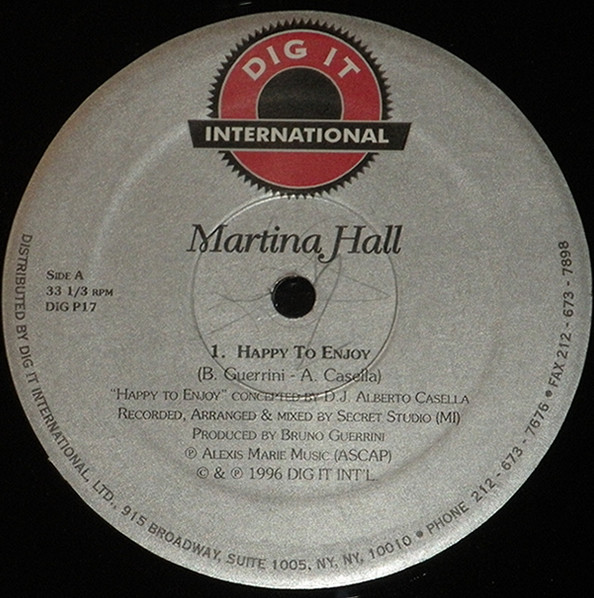 DIG IT
INTERNATIONAL
Martina Hall
SIDE A
33 1/3 RPM
DIG P17
1. HAPPY TO ENJOY
(B. Guerrini - A. Casella)
"HAPPY TO ENJOY" CONCEPTED BY D.J. ALBERTO CASELLA
RECORDED, ARRANGED & MIXED BY SECRET STUDIO (MI)
PRODUCED BY BRUNO GUERRINI
℗ ALEXIS MARIE MUSIC (ASCAP)
© & ℗ 1996 DIG IT INT'L.
DISTRIBUTED BY DIG IT INTERNATIONAL, LTD., 915 BROADWAY, SUITE 1005, NY, NY, 10010 • PHONE 212 - 673 - 7676 • FAX 212 - 673 - 7898